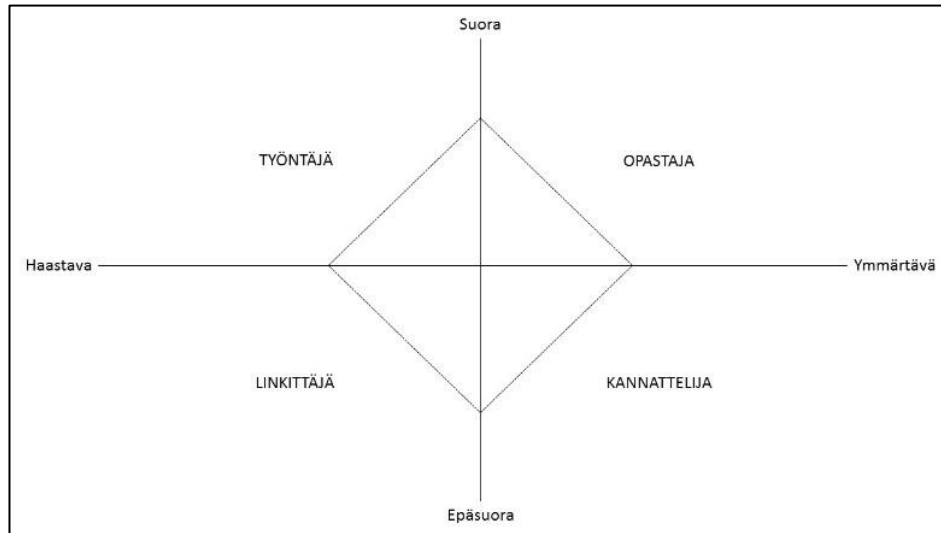 Suora
TYÖNTÄJÄ
OPASTAJA
Haastava
Ymmärtävä
LINKITTÄJÄ
KANNATTELIJA
Epäsuora